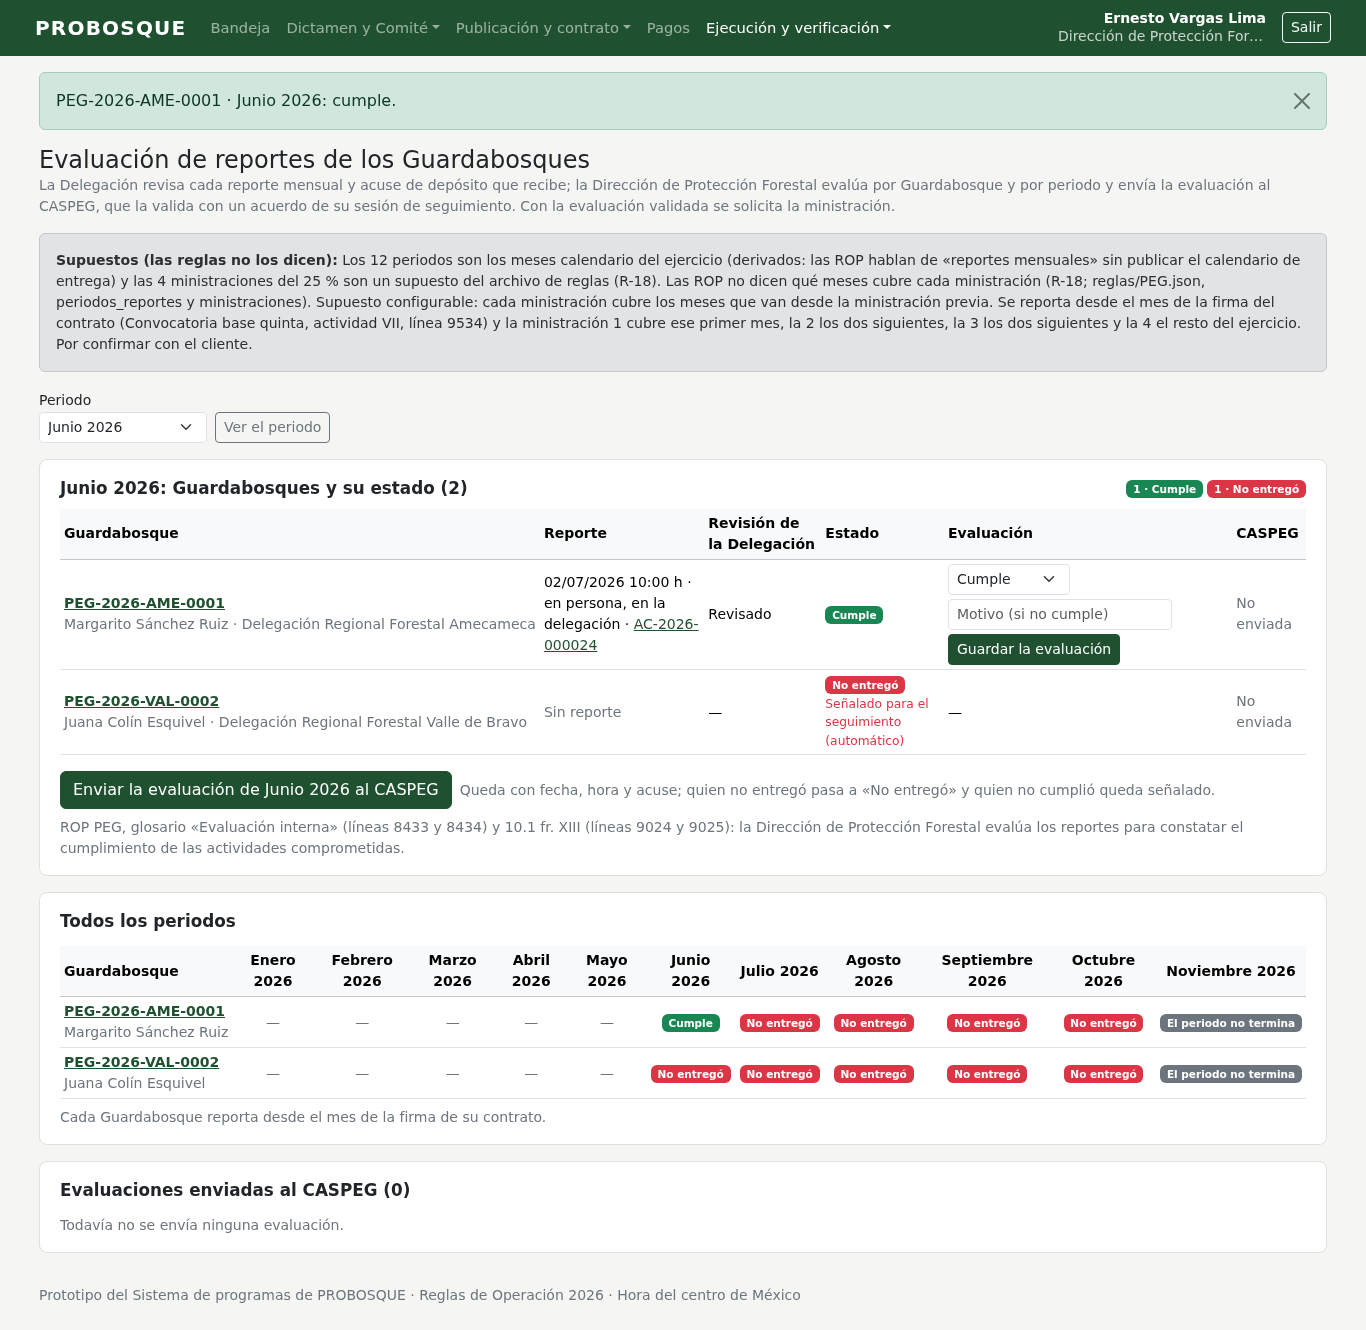 PROBOSQUE Bandeja Dictamen y Comité Publicación y contrato Pagos Ejecución y verificación
Ernesto Vargas Lima
Dirección de Protección For...
Salir
PEG-2026-AME-0001 · Junio 2026: cumple.
Evaluación de reportes de los Guardabosques
La Delegación revisa cada reporte mensual y acuse de depósito que recibe; la Dirección de Protección Forestal evalúa por Guardabosque y por periodo y envía la evaluación al
CASPEG, que la valida con un acuerdo de su sesión de seguimiento. Con la evaluación validada se solicita la ministración.
Supuestos (las reglas no los dicen): Los 12 periodos son los meses calendario del ejercicio (derivados: las ROP hablan de «reportes mensuales» sin publicar el calendario de
entrega) y las 4 ministraciones del 25 % son un supuesto del archivo de reglas (R-18). Las ROP no dicen qué meses cubre cada ministración (R-18; reglas/PEG.json,
periodos_reportes y ministraciones). Supuesto configurable: cada ministración cubre los meses que van desde la ministración previa. Se reporta desde el mes de la firma del
contrato (Convocatoria base quinta, actividad VII, línea 9534) y la ministración 1 cubre ese primer mes, la 2 los dos siguientes, la 3 los dos siguientes y la 4 el resto del ejercicio.
Por confirmar con el cliente.
Periodo
Junio 2026 Ver el periodo
Junio 2026: Guardabosques y su estado (2)
1 · Cumple 1 · No entregó
Guardabosque Reporte Revisión de la Delegación Estado Evaluación CASPEG
PEG-2026-AME-0001
Margarito Sánchez Ruiz · Delegación Regional Forestal Amecameca
02/07/2026 10:00 h ·
en persona, en la
delegación · AC-2026-
000024
Revisado
Cumple
Cumple
Motivo (si no cumple)
Guardar la evaluación
No
enviada
PEG-2026-VAL-0002
Juana Colín Esquivel · Delegación Regional Forestal Valle de Bravo
Sin reporte
—
No entregó
Señalado para el
seguimiento
(automático)
—
No
enviada
Enviar la evaluación de Junio 2026 al CASPEG
Queda con fecha, hora y acuse; quien no entregó pasa a «No entregó» y quien no cumplió queda señalado.
ROP PEG, glosario «Evaluación interna» (líneas 8433 y 8434) y 10.1 fr. XIII (líneas 9024 y 9025): la Dirección de Protección Forestal evalúa los reportes para constatar el
cumplimiento de las actividades comprometidas.
Todos los periodos
Guardabosque Enero 2026 Febrero 2026 Marzo 2026 Abril 2026 Mayo 2026 Junio 2026 Julio 2026 Agosto 2026 Septiembre 2026 Octubre 2026 Noviembre 2026
PEG-2026-AME-0001
Margarito Sánchez Ruiz
— — — — — Cumple No entregó No entregó No entregó No entregó El periodo no termina
PEG-2026-VAL-0002
Juana Colín Esquivel
— — — — — No entregó No entregó No entregó No entregó No entregó El periodo no termina
Cada Guardabosque reporta desde el mes de la firma de su contrato.
Evaluaciones enviadas al CASPEG (0)
Todavía no se envía ninguna evaluación.
Prototipo del Sistema de programas de PROBOSQUE · Reglas de Operación 2026 · Hora del centro de México